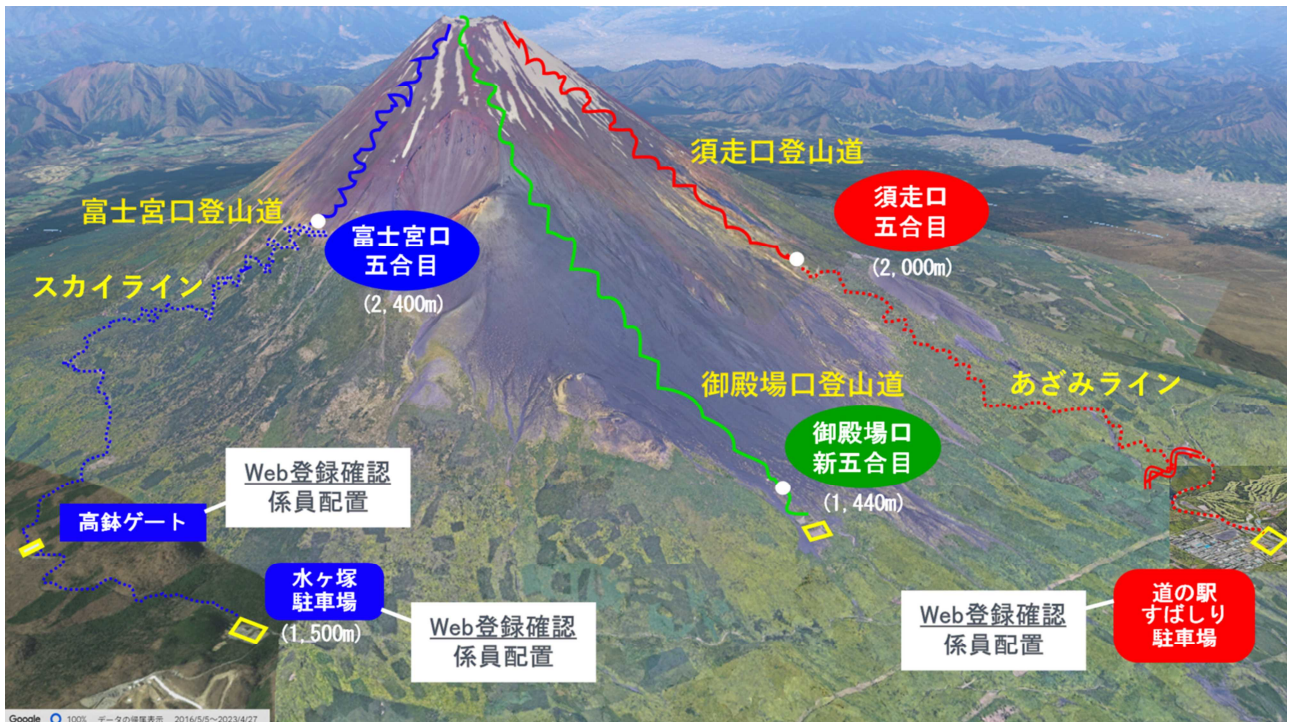 須走口登山道
須走口
五合目
(2,000m)
富士宮口登山道
富士宮口
五合目
(2,400m)
スカイライン
御殿場口登山道
あざみライン
御殿場口
新五合目
(1,440m)
Web登録確認
係員配置
高鉢ゲート
水ヶ塚
駐車場
(1,500m)
Web登録確認
係員配置
Web登録確認
係員配置
道の駅
すばしり
駐車場
Google 100% データの帰属表示 2016/5/5~2023/4/27